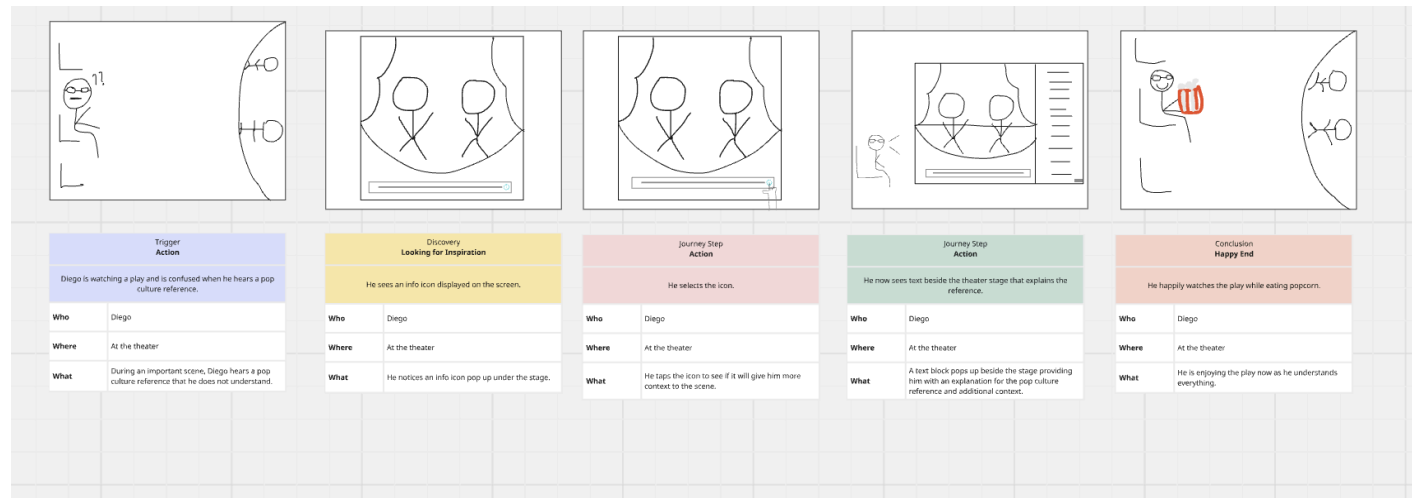 ??
Trigger
Action
Diego is watching a play and is confused when he hears a pop
culture reference.
Who
Diego
Where
At the theater
What
During an important scene, Diego hears a pop
culture reference that he does not understand.
Discovery
Looking for Inspiration
He sees an info icon displayed on the screen.
Who
Diego
Where
At the theater
What
He notices an info icon pop up under the stage.
Journey Step
Action
He selects the icon.
Who
Diego
Where
At the theater
What
He taps the icon to see if it will give him more
context to the scene.
Journey Step
Action
He now sees text beside the theater stage that explains the
reference.
Who
Diego
Where
At the theater
What
A text block pops up beside the stage providing
him with an explanation for the pop culture
reference and additional context.
Conclusion
Happy End
He happily watches the play while eating popcorn.
Who
Diego
Where
At the theater
What
He is enjoying the play now as he understands
everything.